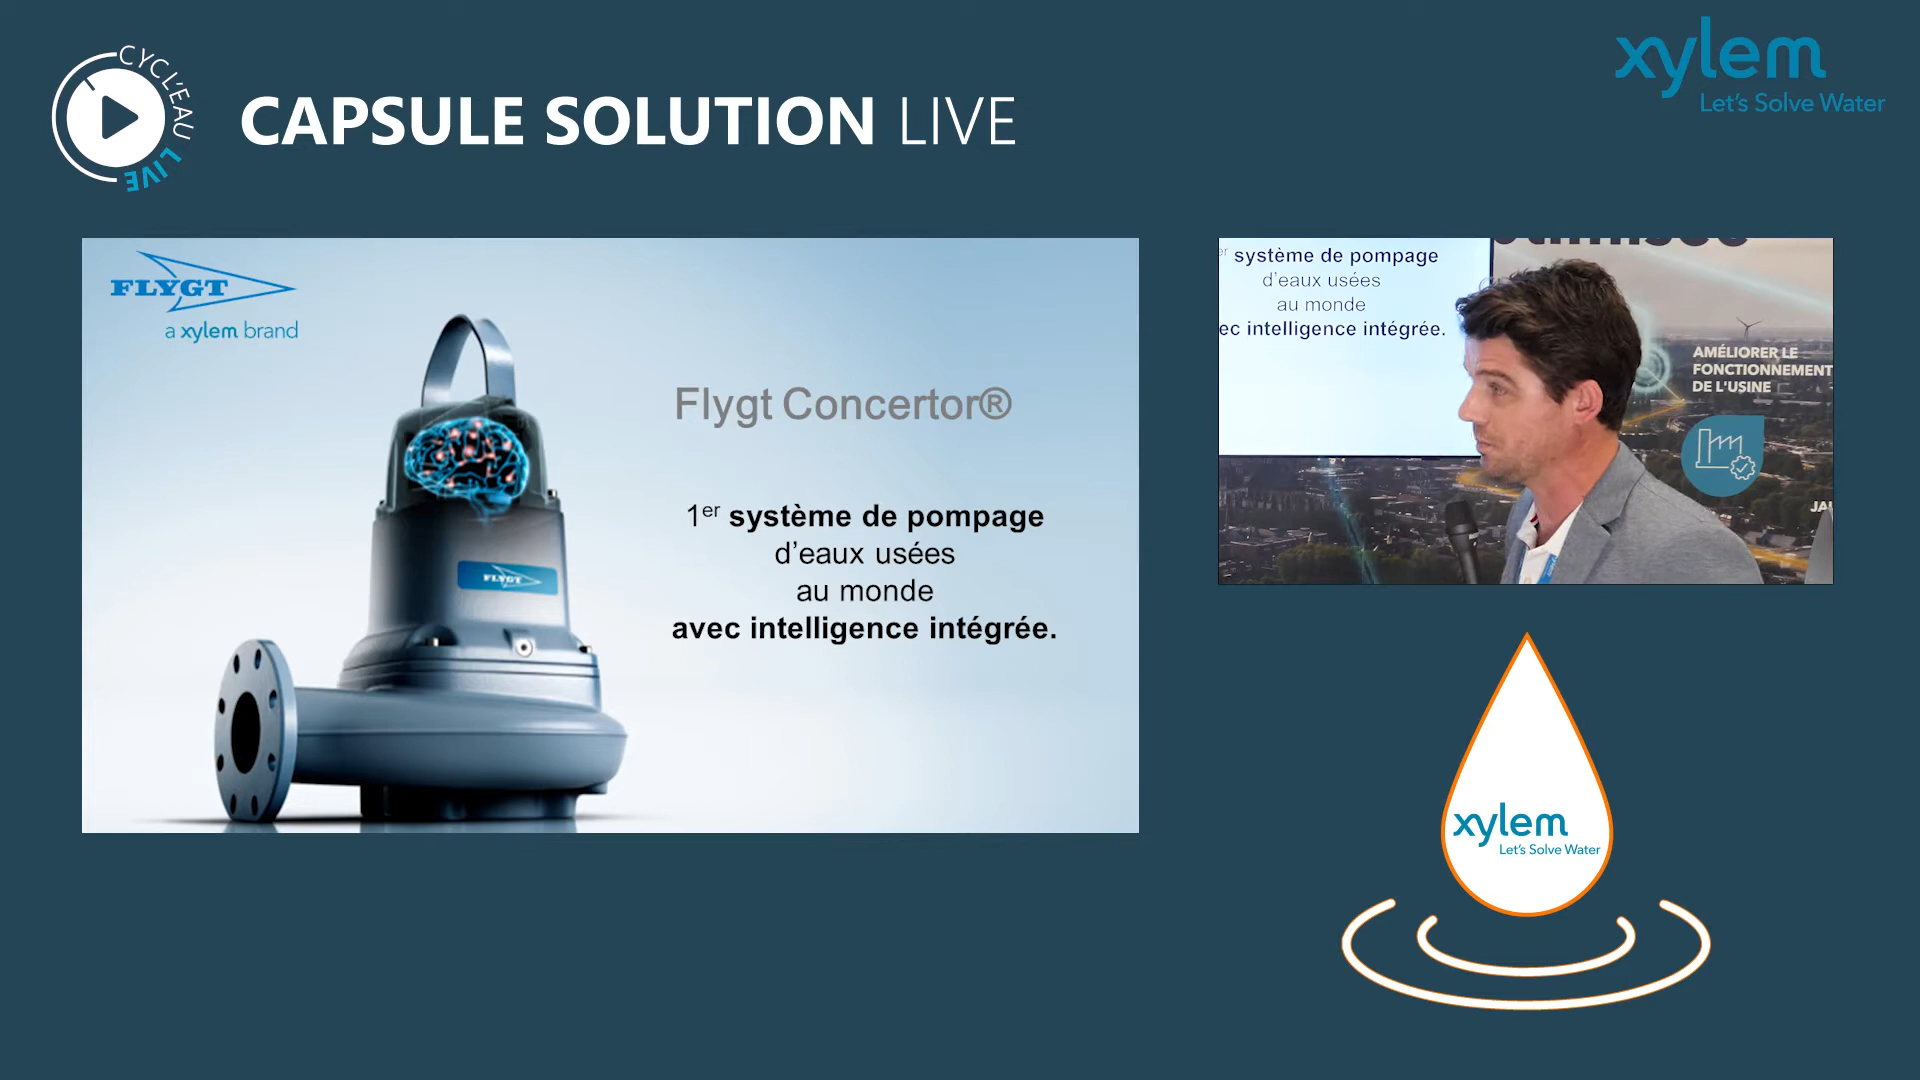 CYCL'EAU LIVE
CAPSULE SOLUTION LIVE
xylem
Let's Solve Water
FLYGT
a xylem brand
Flygt Concertor®
1er système de pompage
d'eaux usées
au monde
avec intelligence intégrée.
FLYGT
er système de pompage
d'eaux usées
au monde
ec intelligence intégrée.
AMÉLIORER LE
FONCTIONNEMENT
DE L'USINE
xylem
Let's Solve Water